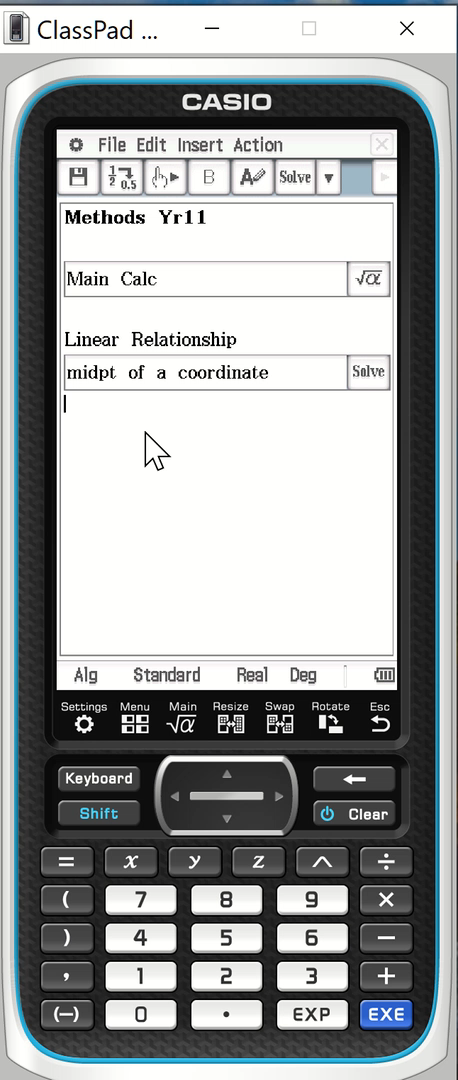 ClassPad ...
CASIO
File Edit Insert Action
1/2 0.5 B A Solve
Methods Yr11
Main Calc √α
Linear Relationship
midpt of a coordinate Solve
Alg Standard Real Deg
Settings Menu Main Resize Swap Rotate Esc
√α
Keyboard
Shift Clear
= x y z ^ ÷
( 7 8 9 ×
) 4 5 6 −
, 1 2 3 +
(−) 0 . EXP EXE